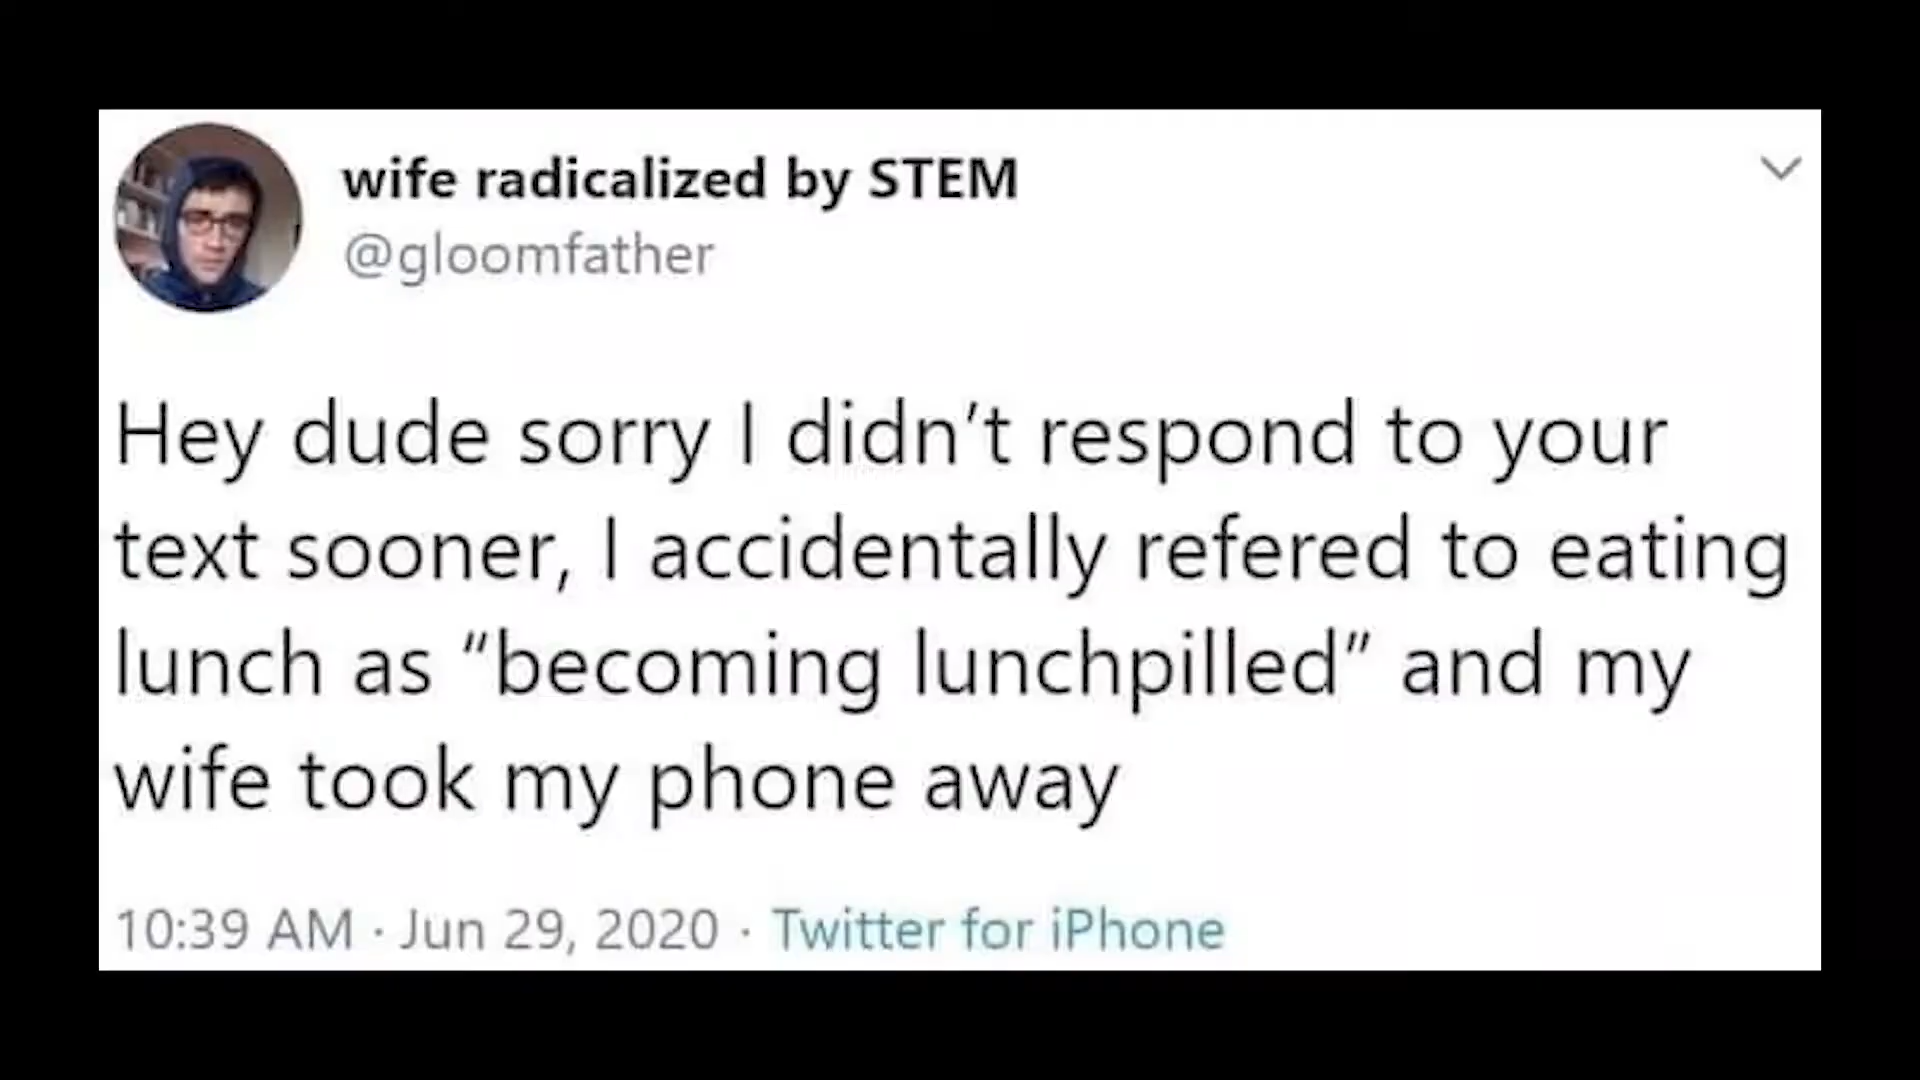 wife radicalized by STEM
@gloomfather
Hey dude sorry I didn’t respond to your
text sooner, I accidentally refered to eating
lunch as “becoming lunchpilled” and my
wife took my phone away
10:39 AM · Jun 29, 2020 · Twitter for iPhone